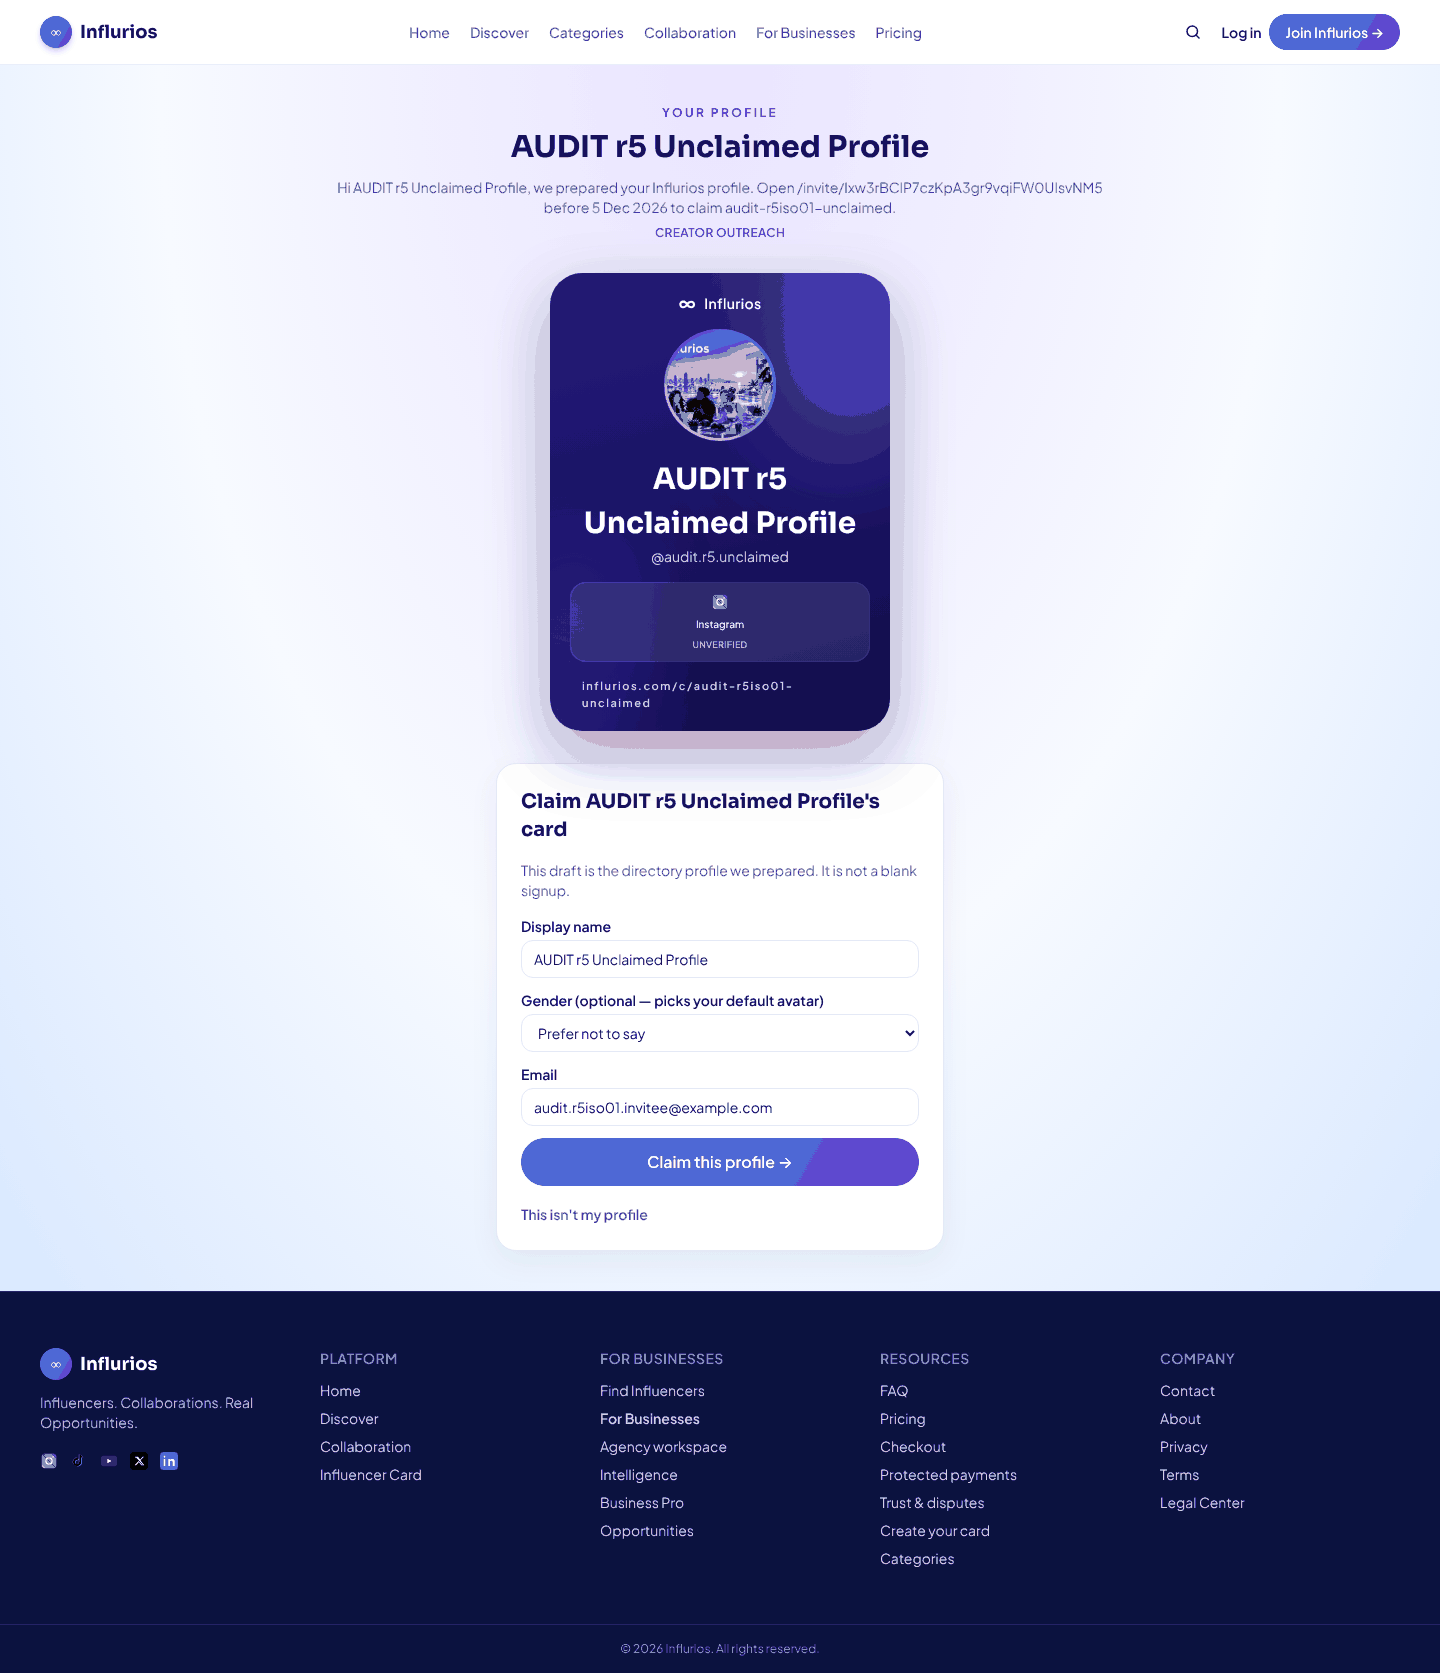 Influrios
Home Discover Categories Collaboration For Businesses Pricing
Log in Join Influrios →
YOUR PROFILE
AUDIT r5 Unclaimed Profile
Hi AUDIT r5 Unclaimed Profile, we prepared your Influrios profile. Open
before 5 Dec 2026 to claim audit-r5iso01-unclaimed.
CREATOR OUTREACH
Influrios
urios
AUDIT r5
Unclaimed Profile
@audit.r5.unclaimed
Instagram
UNVERIFIED
influrios.com/c/audit-r5iso01-
unclaimed
Claim AUDIT r5 Unclaimed Profile's
card
This draft is the directory profile we prepared. It is not a blank
signup.
Display name
AUDIT r5 Unclaimed Profile
Gender (optional — picks your default avatar)
Prefer not to say
Email
audit.r5iso01.invitee@example.com
Claim this profile →
This isn't my profile
Influrios
Influencers. Collaborations. Real
Opportunities.
PLATFORM
Home
Discover
Collaboration
Influencer Card
FOR BUSINESSES
Find Influencers
For Businesses
Agency workspace
Intelligence
Business Pro
Opportunities
RESOURCES
FAQ
Pricing
Checkout
Protected payments
Trust & disputes
Create your card
Categories
COMPANY
Contact
About
Privacy
Terms
Legal Center
© 2026 Influrios. All rights reserved.